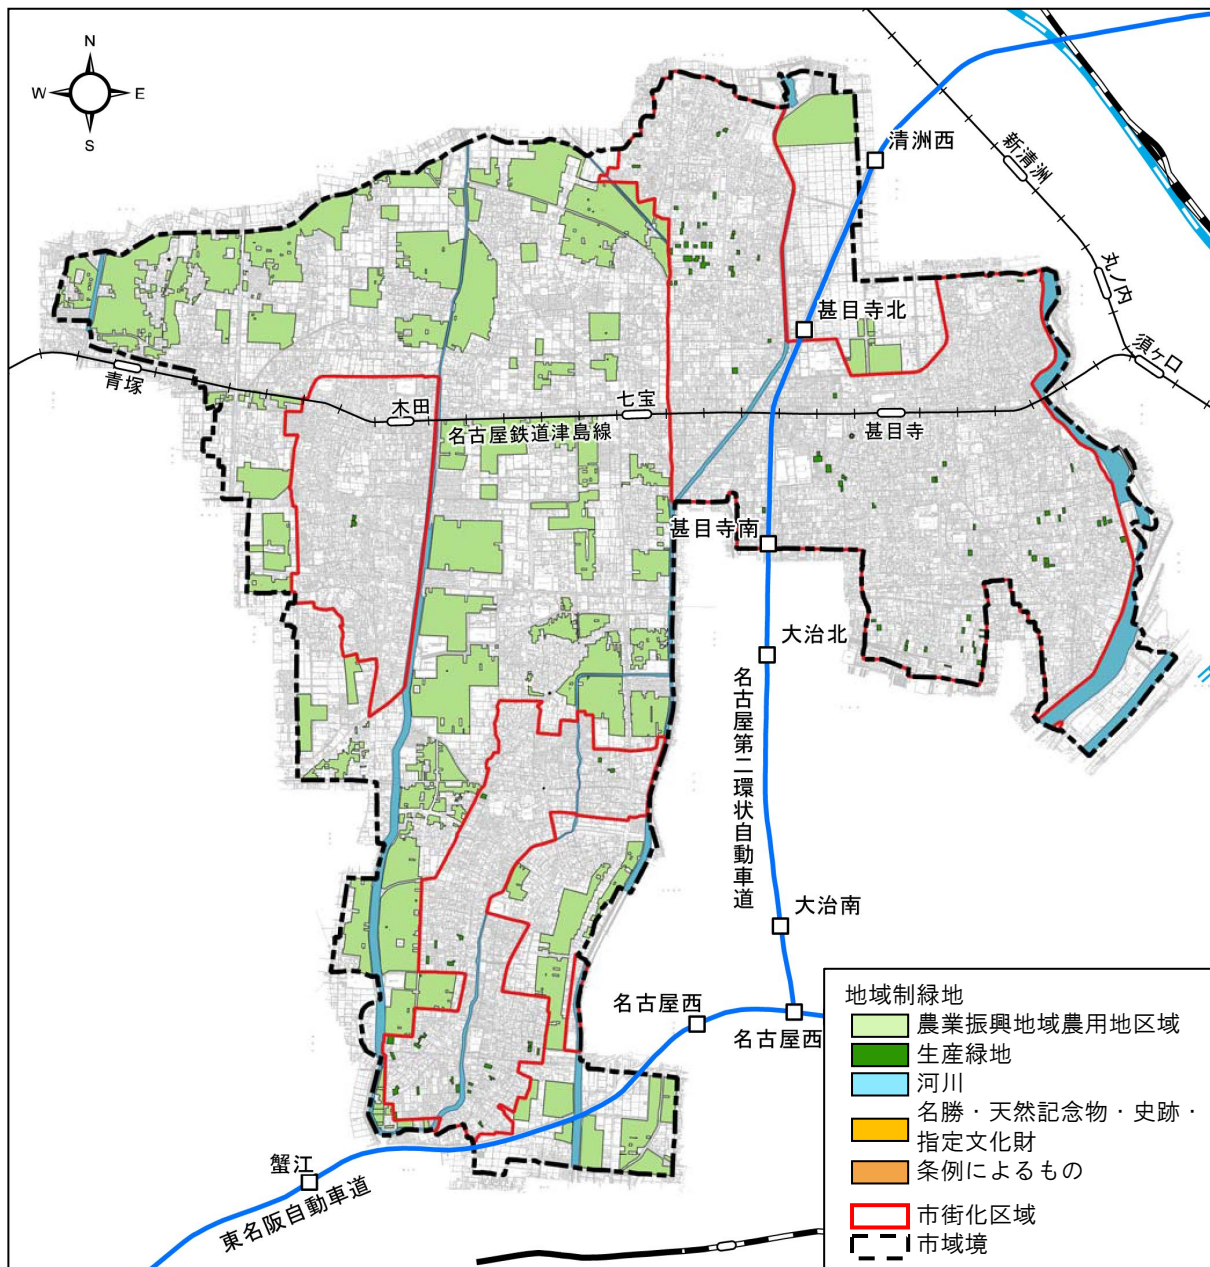 N
W
E
S
清洲西
新清洲
丸ノ内
須ヶ口
甚目寺北
青塚
木田
七宝
名古屋鉄道津島線
甚目寺
甚目寺南
大治北
名古屋第二環状自動車道
大治南
名古屋西
名古屋西
蟹江
東名阪自動車道
地域制緑地
農業振興地域農用地区域
生産緑地
河川
名勝・天然記念物・史跡・
指定文化財
条例によるもの
市街化区域
市域境